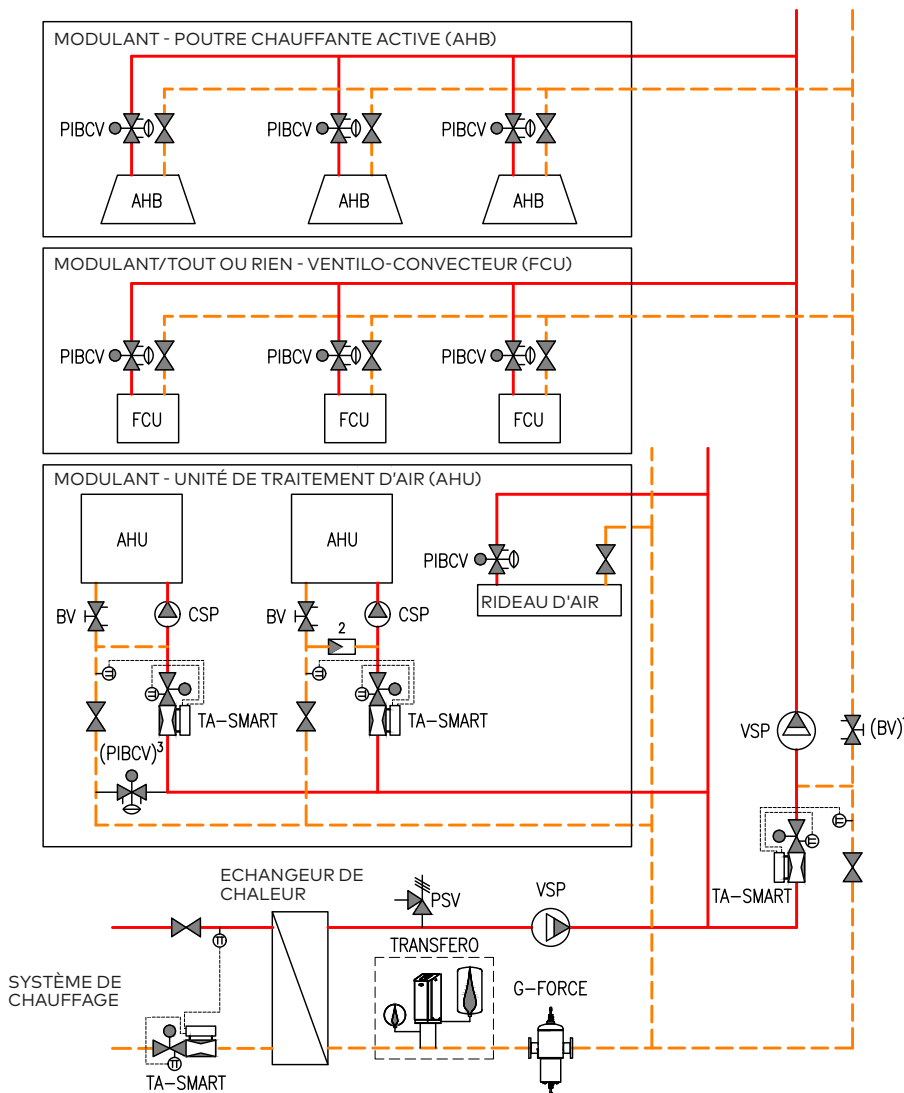 MODULANT - POUTRE CHAUFFANTE ACTIVE (AHB)
PIBCV PIBCV PIBCV
AHB AHB AHB
MODULANT/TOUT OU RIEN - VENTILO-CONVECTEUR (FCU)
PIBCV PIBCV PIBCV
FCU FCU FCU
MODULANT - UNITÉ DE TRAITEMENT D'AIR (AHU)
AHU AHU
PIBCV
RIDEAU D'AIR
BV CSP BV CSP
2
TA-SMART TA-SMART
(PIBCV)³
VSP (BV)
TA-SMART
ECHANGEUR DE
CHALEUR
PSV
VSP
TRANSFERO
G-FORCE
SYSTÈME DE
CHAUFFAGE
TA-SMART